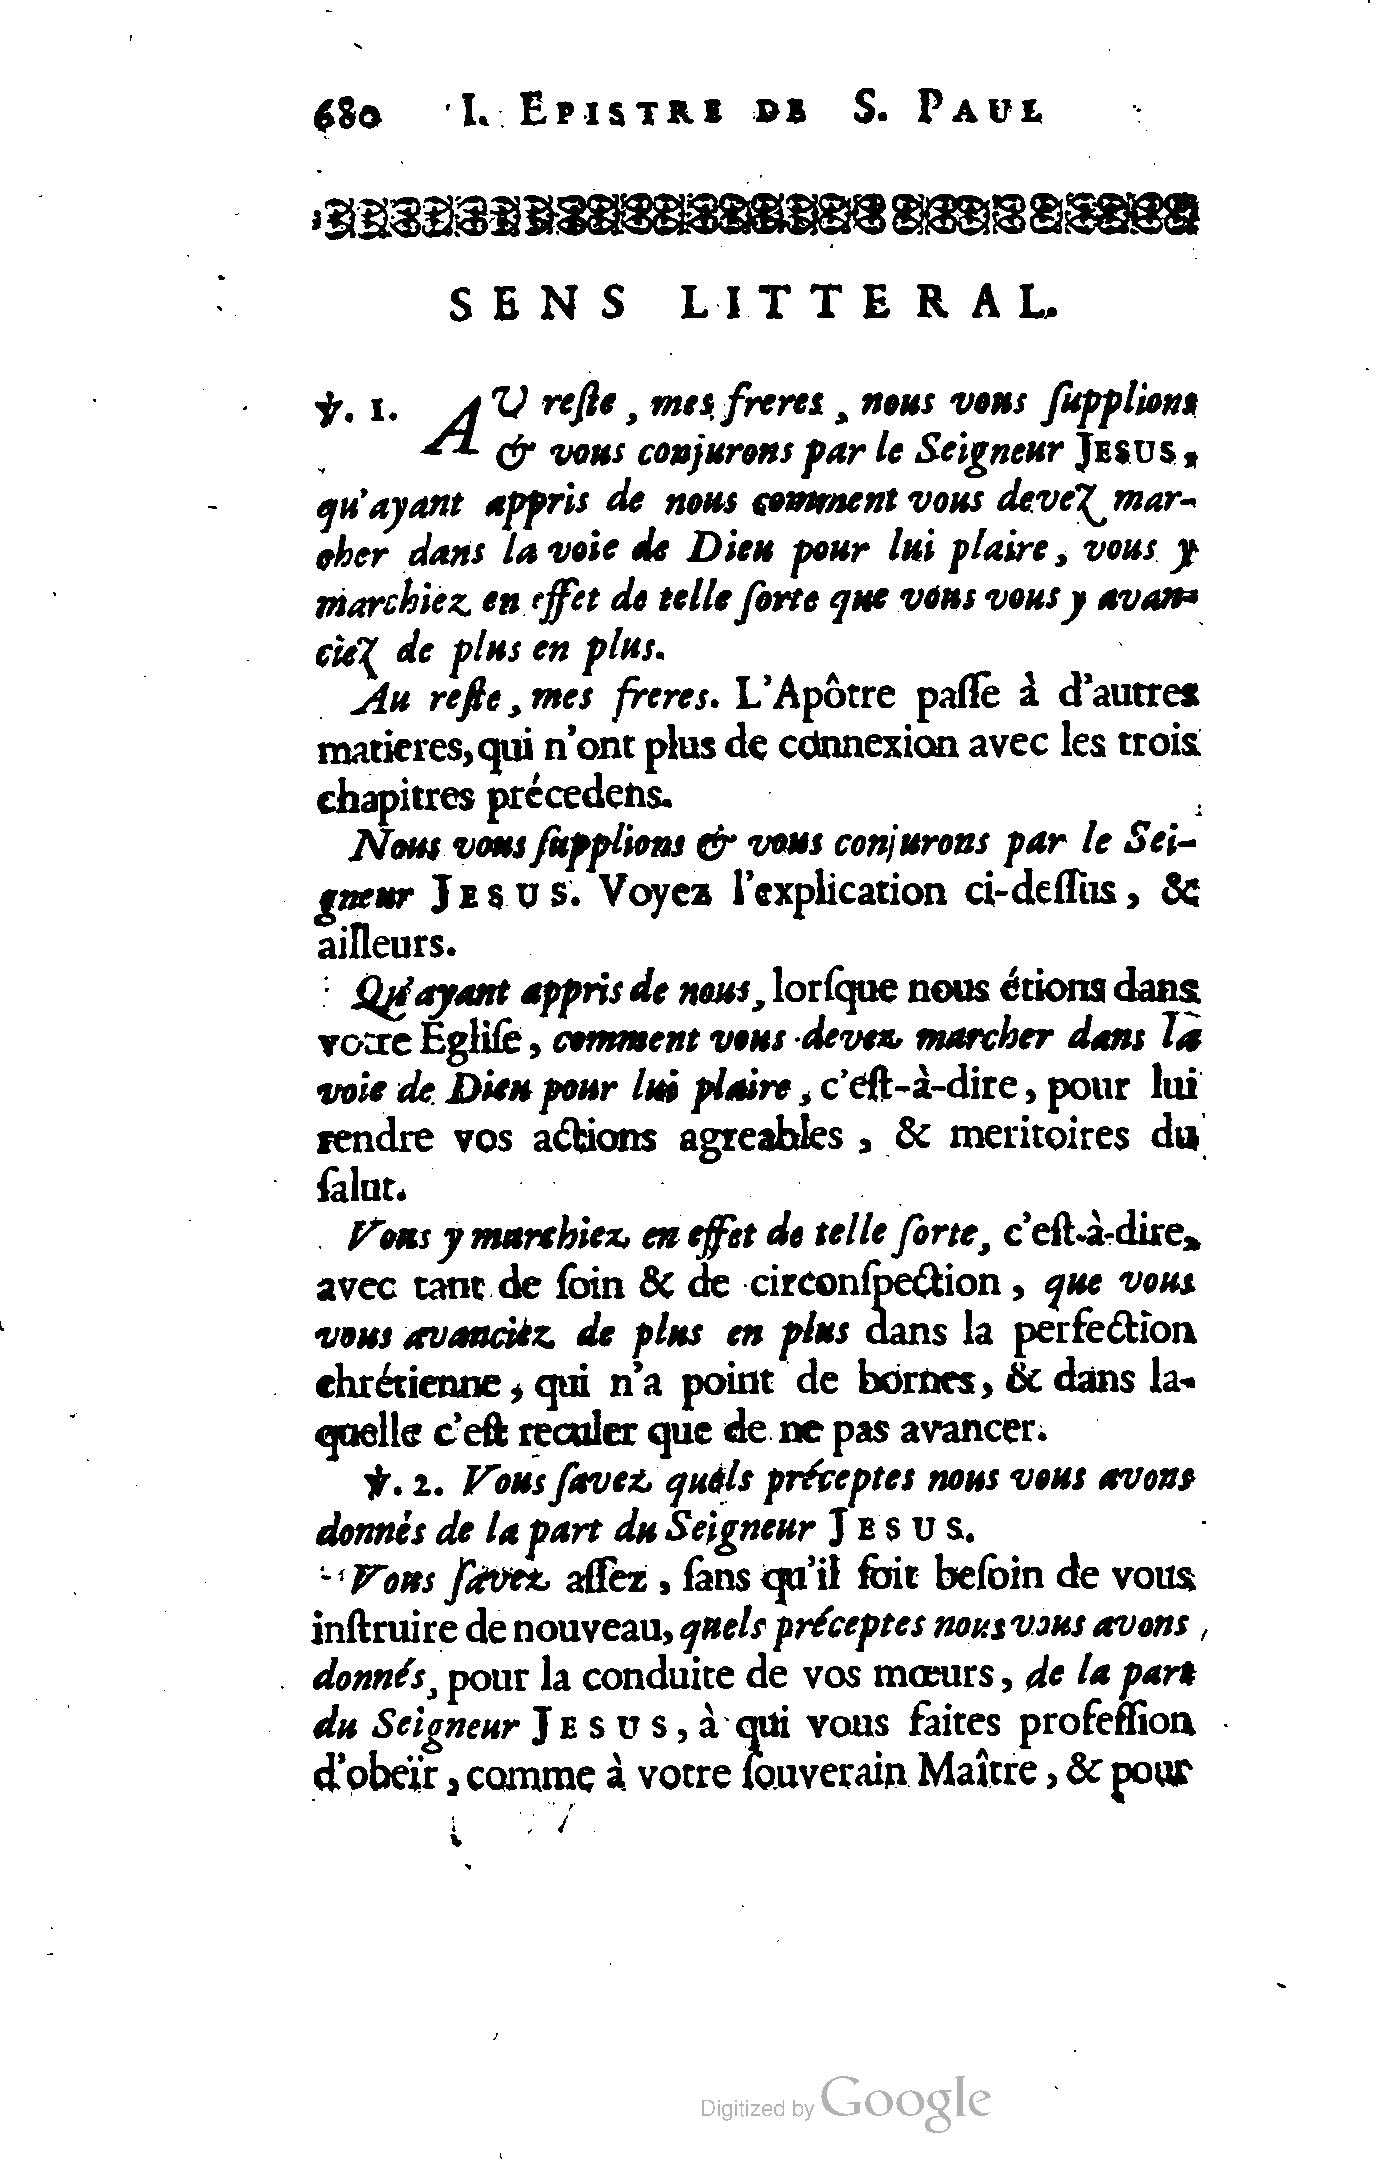 680 I. EPISTRE DE S. PAUL
SENS LITTERAL.
℣. 1. AU reſte, mes freres, nous vous ſupplions
& vous conjurons par le Seigneur JESUS,
qu'ayant appris de nous comment vous devez mar-
cher dans la voie de Dieu pour lui plaire, vous y
marchiez en effet de telle ſorte que vous vous y avan-
ciez de plus en plus.
Au reſte, mes freres. L'Apôtre paſſe à d'autres
matieres, qui n'ont plus de connexion avec les trois
chapitres précedens.
Nous vous ſupplions & vous conjurons par le Sei-
gneur JESUS. Voyez l'explication ci-deſſus, &
ailleurs.
Qu'ayant appris de nous, lorſque nous étions dans
votre Egliſe, comment vous devez marcher dans la
voie de Dieu pour lui plaire, c'eſt-à-dire, pour lui
rendre vos actions agreables, & meritoires du
ſalut.
Vous y marchiez en effet de telle ſorte, c'eſt-à-dire,
avec tant de ſoin & de circonſpection, que vous
vous avanciez de plus en plus dans la perfection
chrétienne, qui n'a point de bornes, & dans la-
quelle c'eſt reculer que de ne pas avancer.
℣. 2. Vous ſavez quels préceptes nous vous avons
donnés de la part du Seigneur JESUS.
Vous ſavez aſſez, ſans qu'il ſoit beſoin de vous
inſtruire de nouveau, quels préceptes nous vous avons
donnés, pour la conduite de vos mœurs, de la part
du Seigneur JESUS, à qui vous faites profeſſion
d'obeïr, comme à votre ſouverain Maître, & pour
Digitized by Google